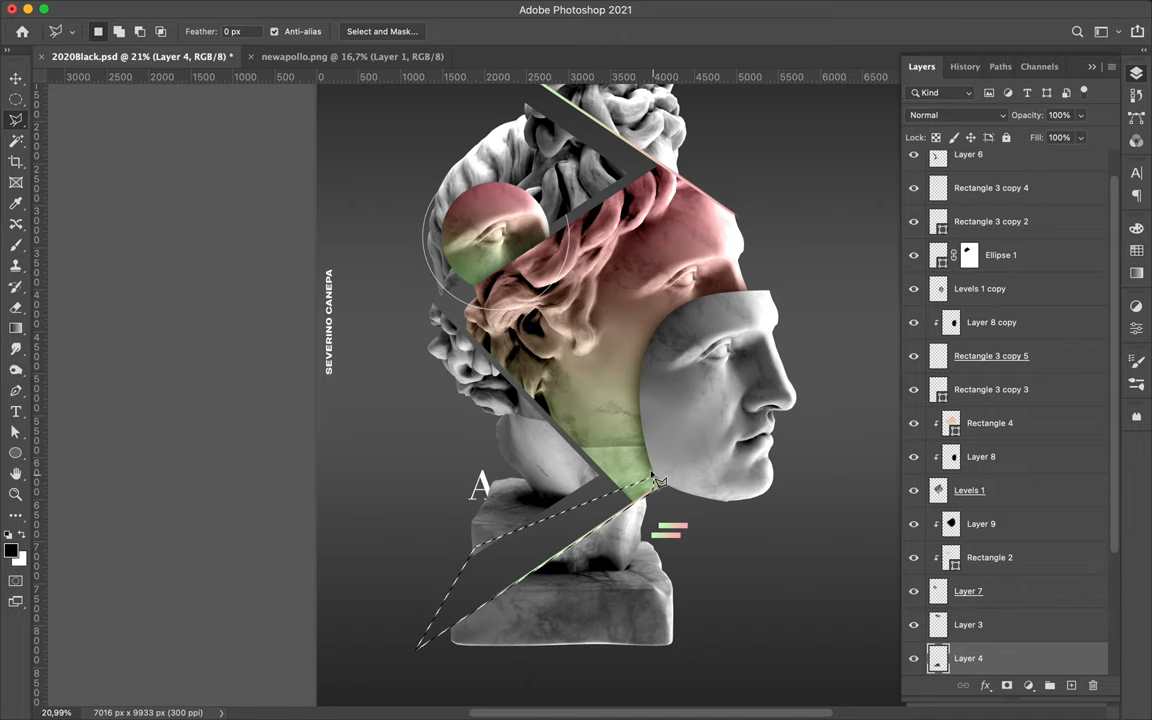 Adobe Photoshop 2021
Feather: 0 px Anti-alias Select and Mask...
2020Black.psd @ 21% (Layer 4, RGB/8) * newapollo.png @ 16,7% (Layer 1, RGB/8)
3000 2500 2000 1500 1000 500 0 500 1000 1500 2000 2500 3000 3500 4000 4500 5000 5500 6000 6500
Layers History Paths Channels
Kind
Normal Opacity: 100%
Lock: Fill: 100%
Layer 6
Rectangle 3 copy 4
Rectangle 3 copy 2
Ellipse 1
Levels 1 copy
Layer 8 copy
Rectangle 3 copy 5
Rectangle 3 copy 3
Rectangle 4
Layer 8
Levels 1
Layer 9
Rectangle 2
Layer 7
Layer 3
Layer 4
SEVERINO CANEPA
A
fx
20,99% 7016 px x 9933 px (300 ppi)